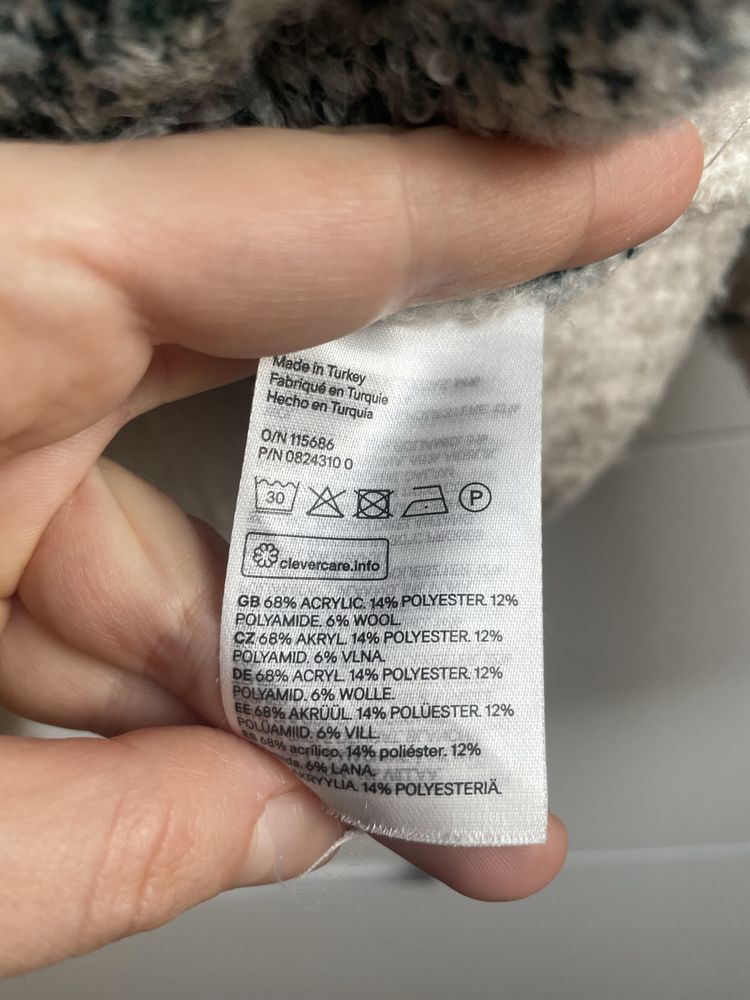 Made in Turkey
Fabriqué en Turquie
Hecho en Turquía
O/N 115686
P/N 0824310 0
30 P
clevercare.info
GB 68% ACRYLIC. 14% POLYESTER. 12%
POLYAMIDE. 6% WOOL.
CZ 68% AKRYL. 14% POLYESTER. 12%
POLYAMID. 6% VLNA.
DE 68% ACRYL. 14% POLYESTER. 12%
POLYAMID. 6% WOLLE.
EE 68% AKRÜÜL. 14% POLÜESTER. 12%
POLÜAMIID. 6% VILL.
ES 68% acrílico. 14% poliéster. 12%
6% LANA.
14% POLYESTERIÄ.